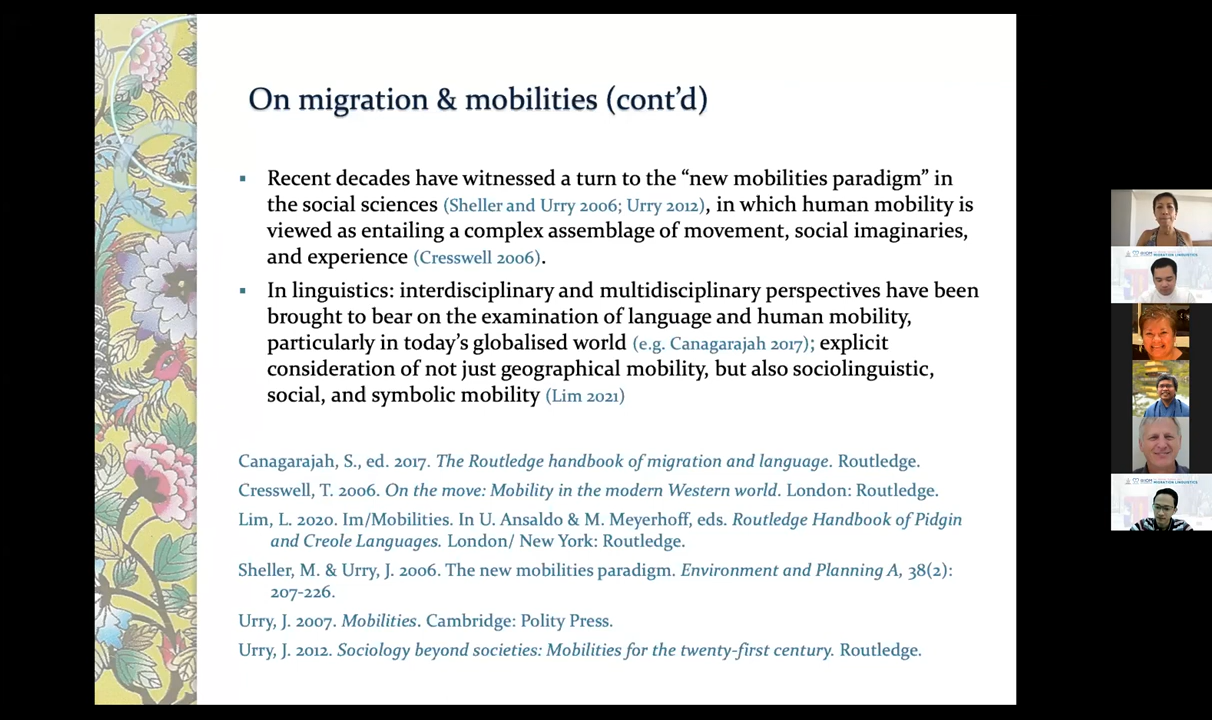 On migration & mobilities (cont’d)
▪ Recent decades have witnessed a turn to the “new mobilities paradigm” in
the social sciences (Sheller and Urry 2006; Urry 2012), in which human mobility is
viewed as entailing a complex assemblage of movement, social imaginaries,
and experience (Cresswell 2006).
▪ In linguistics: interdisciplinary and multidisciplinary perspectives have been
brought to bear on the examination of language and human mobility,
particularly in today’s globalised world (e.g. Canagarajah 2017); explicit
consideration of not just geographical mobility, but also sociolinguistic,
social, and symbolic mobility (Lim 2021)
Canagarajah, S., ed. 2017. The Routledge handbook of migration and language. Routledge.
Cresswell, T. 2006. On the move: Mobility in the modern Western world. London: Routledge.
Lim, L. 2020. Im/Mobilities. In U. Ansaldo & M. Meyerhoff, eds. Routledge Handbook of Pidgin
and Creole Languages. London/ New York: Routledge.
Sheller, M. & Urry, J. 2006. The new mobilities paradigm. Environment and Planning A, 38(2):
207-226.
Urry, J. 2007. Mobilities. Cambridge: Polity Press.
Urry, J. 2012. Sociology beyond societies: Mobilities for the twenty-first century. Routledge.
MIGRATION LINGUISTICS
MIGRATION LINGUISTICS